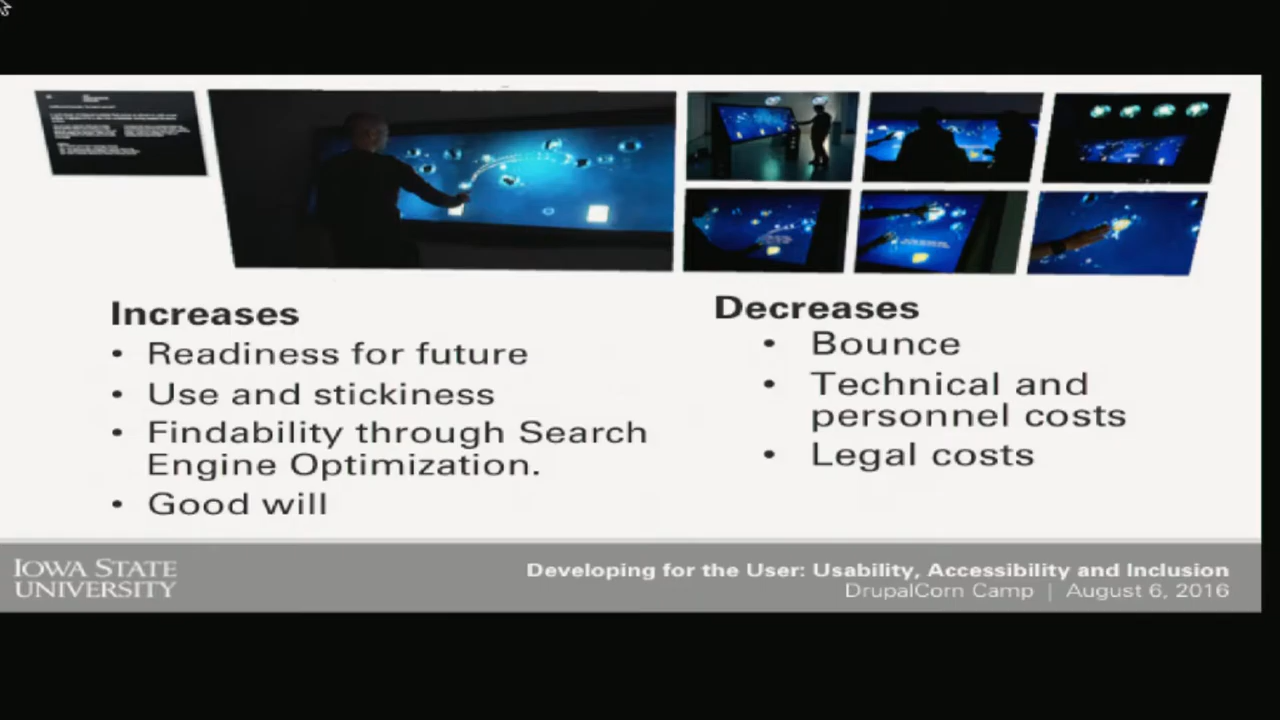 Increases
• Readiness for future
• Use and stickiness
• Findability through Search
Engine Optimization.
• Good will
Decreases
• Bounce
• Technical and
personnel costs
• Legal costs
IOWA STATE
UNIVERSITY
Developing for the User: Usability, Accessibility and Inclusion
DrupalCorn Camp | August 6, 2016